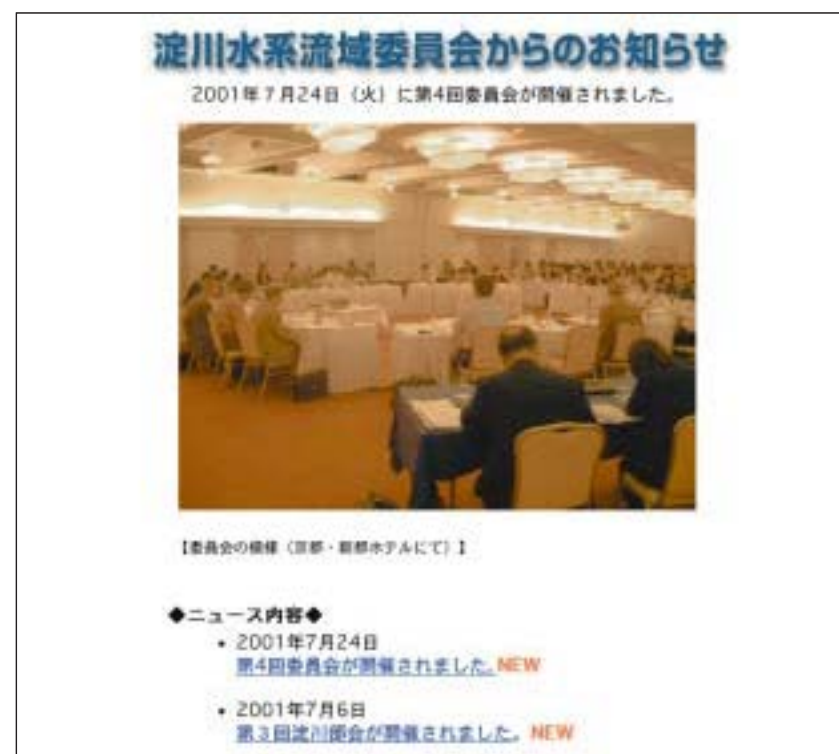 淀川水系流域委員会からのお知らせ
2001年7月24日（火）に第4回委員会が開催されました。
【委員会の模様（京都・新都ホテルにて）】
◆ニュース内容◆
• 2001年7月24日
第4回委員会が開催されました。NEW
• 2001年7月6日
第３回淀川部会が開催されました。NEW